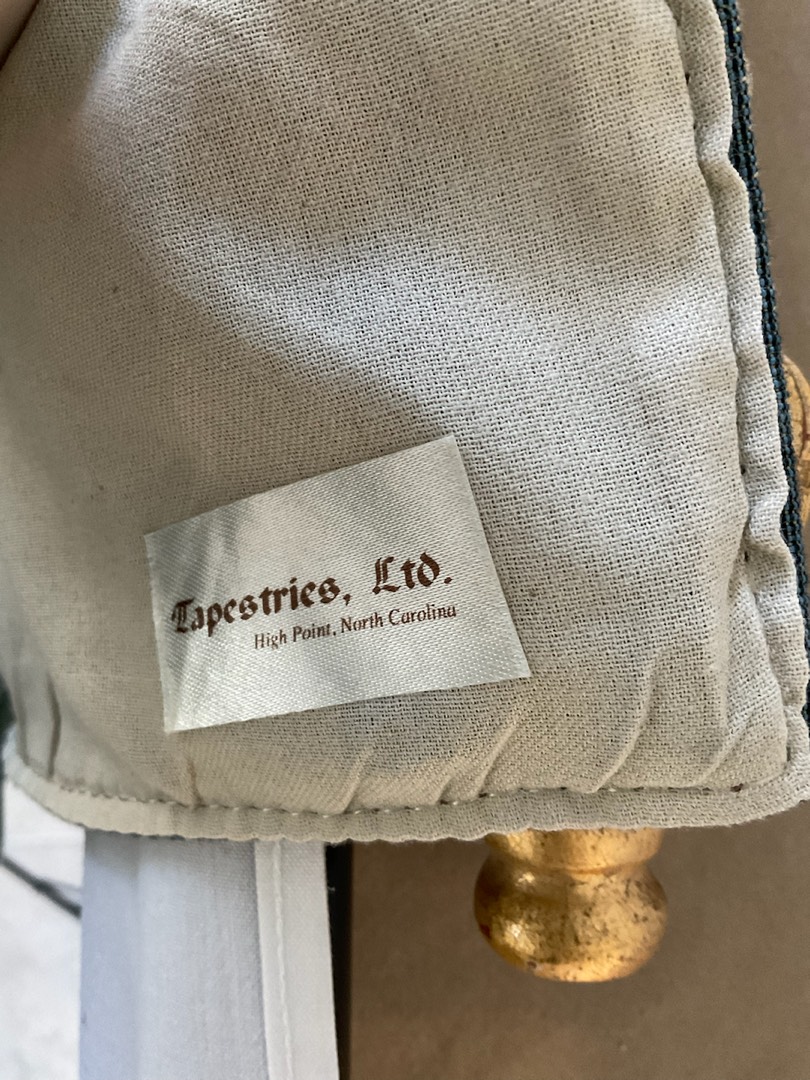 Tapestries, Ltd.
High Point, North Carolina